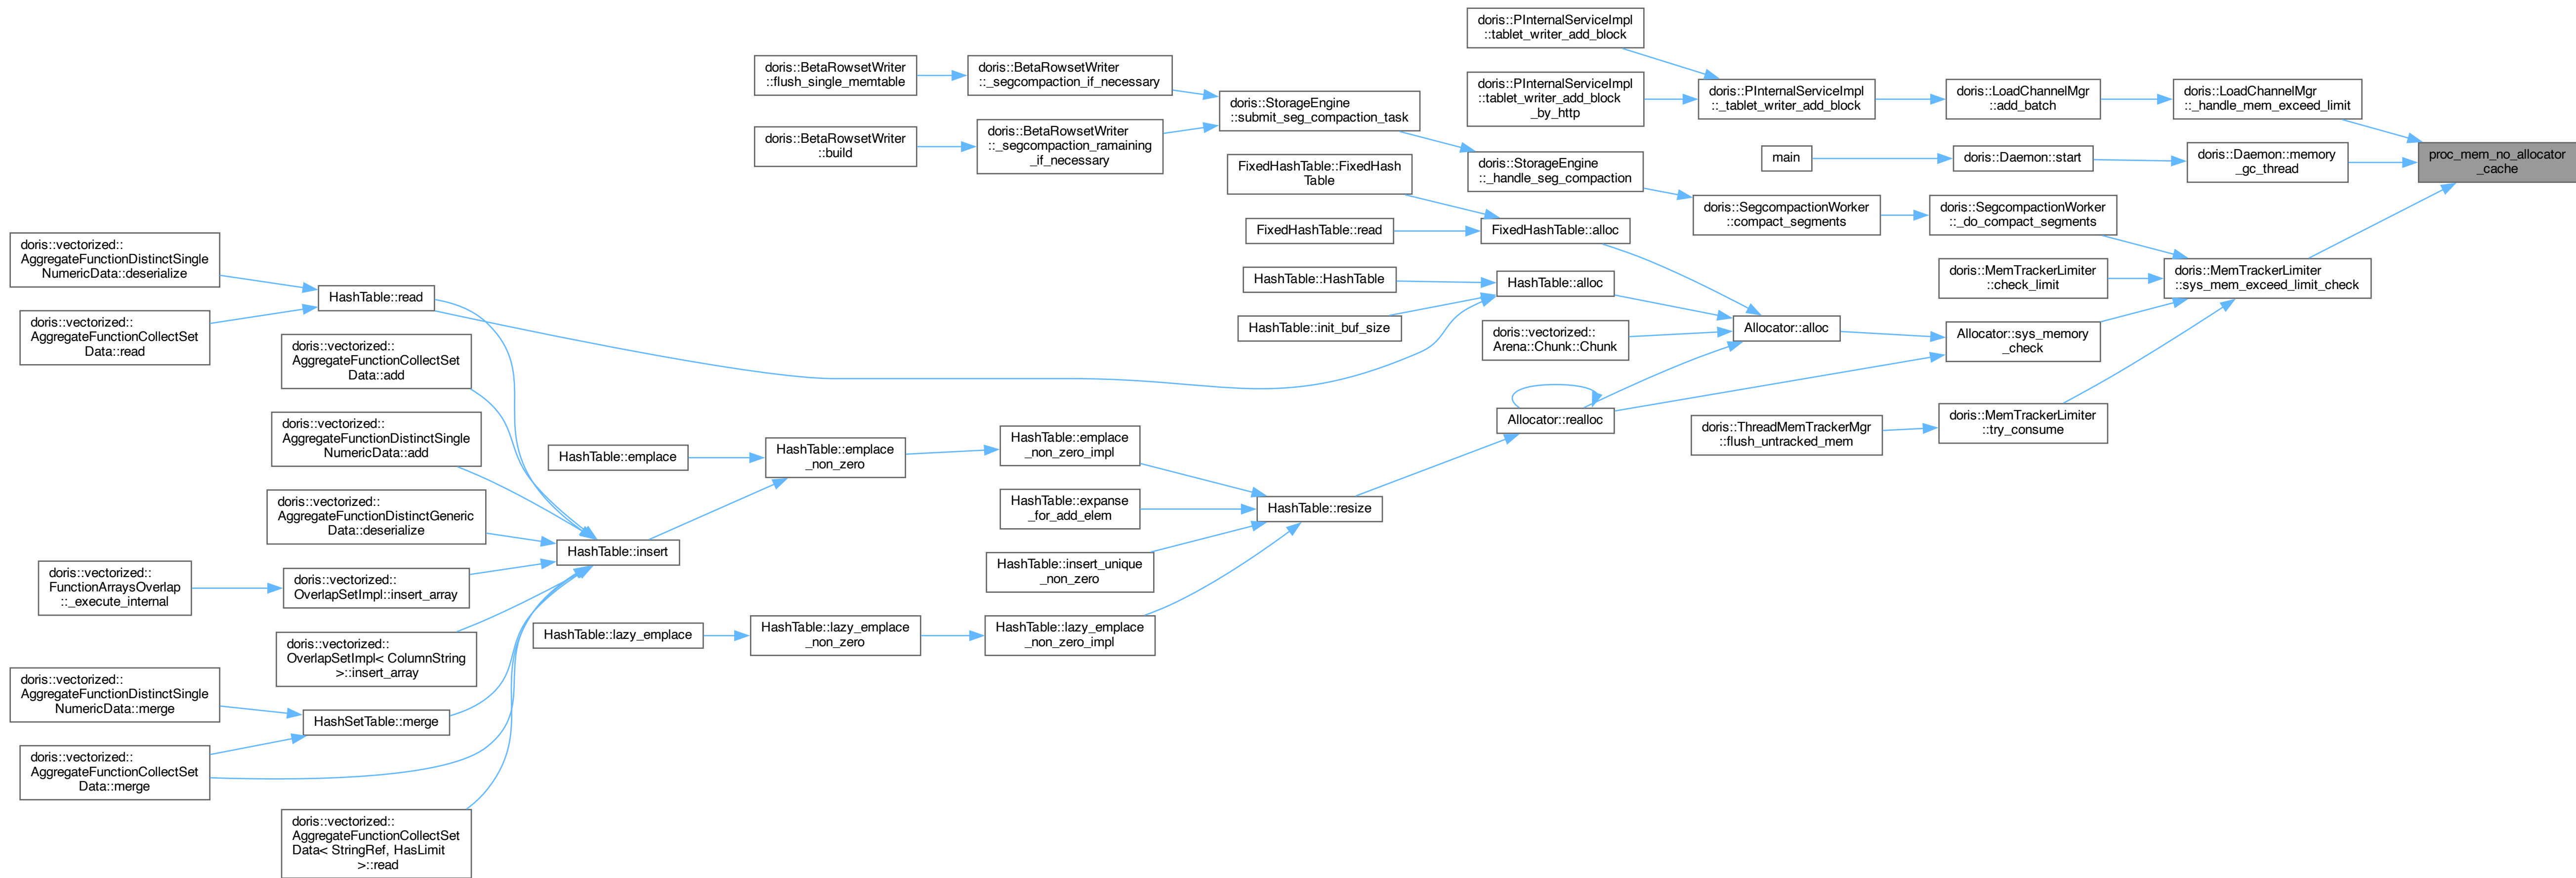 doris::PInternalServiceImpl
::tablet_writer_add_block
doris::BetaRowsetWriter
::flush_single_memtable
doris::BetaRowsetWriter
::_segcompaction_if_necessary
doris::PInternalServiceImpl
::tablet_writer_add_block
_by_http
doris::PInternalServiceImpl
::_tablet_writer_add_block
doris::LoadChannelMgr
::add_batch
doris::LoadChannelMgr
::_handle_mem_exceed_limit
doris::StorageEngine
::submit_seg_compaction_task
doris::BetaRowsetWriter
::build
doris::BetaRowsetWriter
::_segcompaction_ramaining
_if_necessary
main
doris::Daemon::start
doris::Daemon::memory
_gc_thread
proc_mem_no_allocator
_cache
FixedHashTable::FixedHash
Table
doris::StorageEngine
::_handle_seg_compaction
doris::SegcompactionWorker
::compact_segments
doris::SegcompactionWorker
::_do_compact_segments
FixedHashTable::read
FixedHashTable::alloc
doris::vectorized::
AggregateFunctionDistinctSingle
NumericData::deserialize
HashTable::read
HashTable::HashTable
HashTable::alloc
doris::MemTrackerLimiter
::check_limit
doris::MemTrackerLimiter
::sys_mem_exceed_limit_check
doris::vectorized::
AggregateFunctionCollectSet
Data::read
HashTable::init_buf_size
doris::vectorized::
Arena::Chunk::Chunk
Allocator::alloc
Allocator::sys_memory
_check
doris::vectorized::
AggregateFunctionCollectSet
Data::add
doris::vectorized::
AggregateFunctionDistinctSingle
NumericData::add
HashTable::emplace
HashTable::emplace
_non_zero
HashTable::emplace
_non_zero_impl
Allocator::realloc
doris::ThreadMemTrackerMgr
::flush_untracked_mem
doris::MemTrackerLimiter
::try_consume
doris::vectorized::
AggregateFunctionDistinctGeneric
Data::deserialize
HashTable::expanse
_for_add_elem
HashTable::resize
HashTable::insert
doris::vectorized::
FunctionArraysOverlap
::_execute_internal
doris::vectorized::
OverlapSetImpl::insert_array
HashTable::insert_unique
_non_zero
doris::vectorized::
OverlapSetImpl< ColumnString
>::insert_array
HashTable::lazy_emplace
HashTable::lazy_emplace
_non_zero
HashTable::lazy_emplace
_non_zero_impl
doris::vectorized::
AggregateFunctionDistinctSingle
NumericData::merge
HashSetTable::merge
doris::vectorized::
AggregateFunctionCollectSet
Data::merge
doris::vectorized::
AggregateFunctionCollectSet
Data< StringRef, HasLimit
>::read